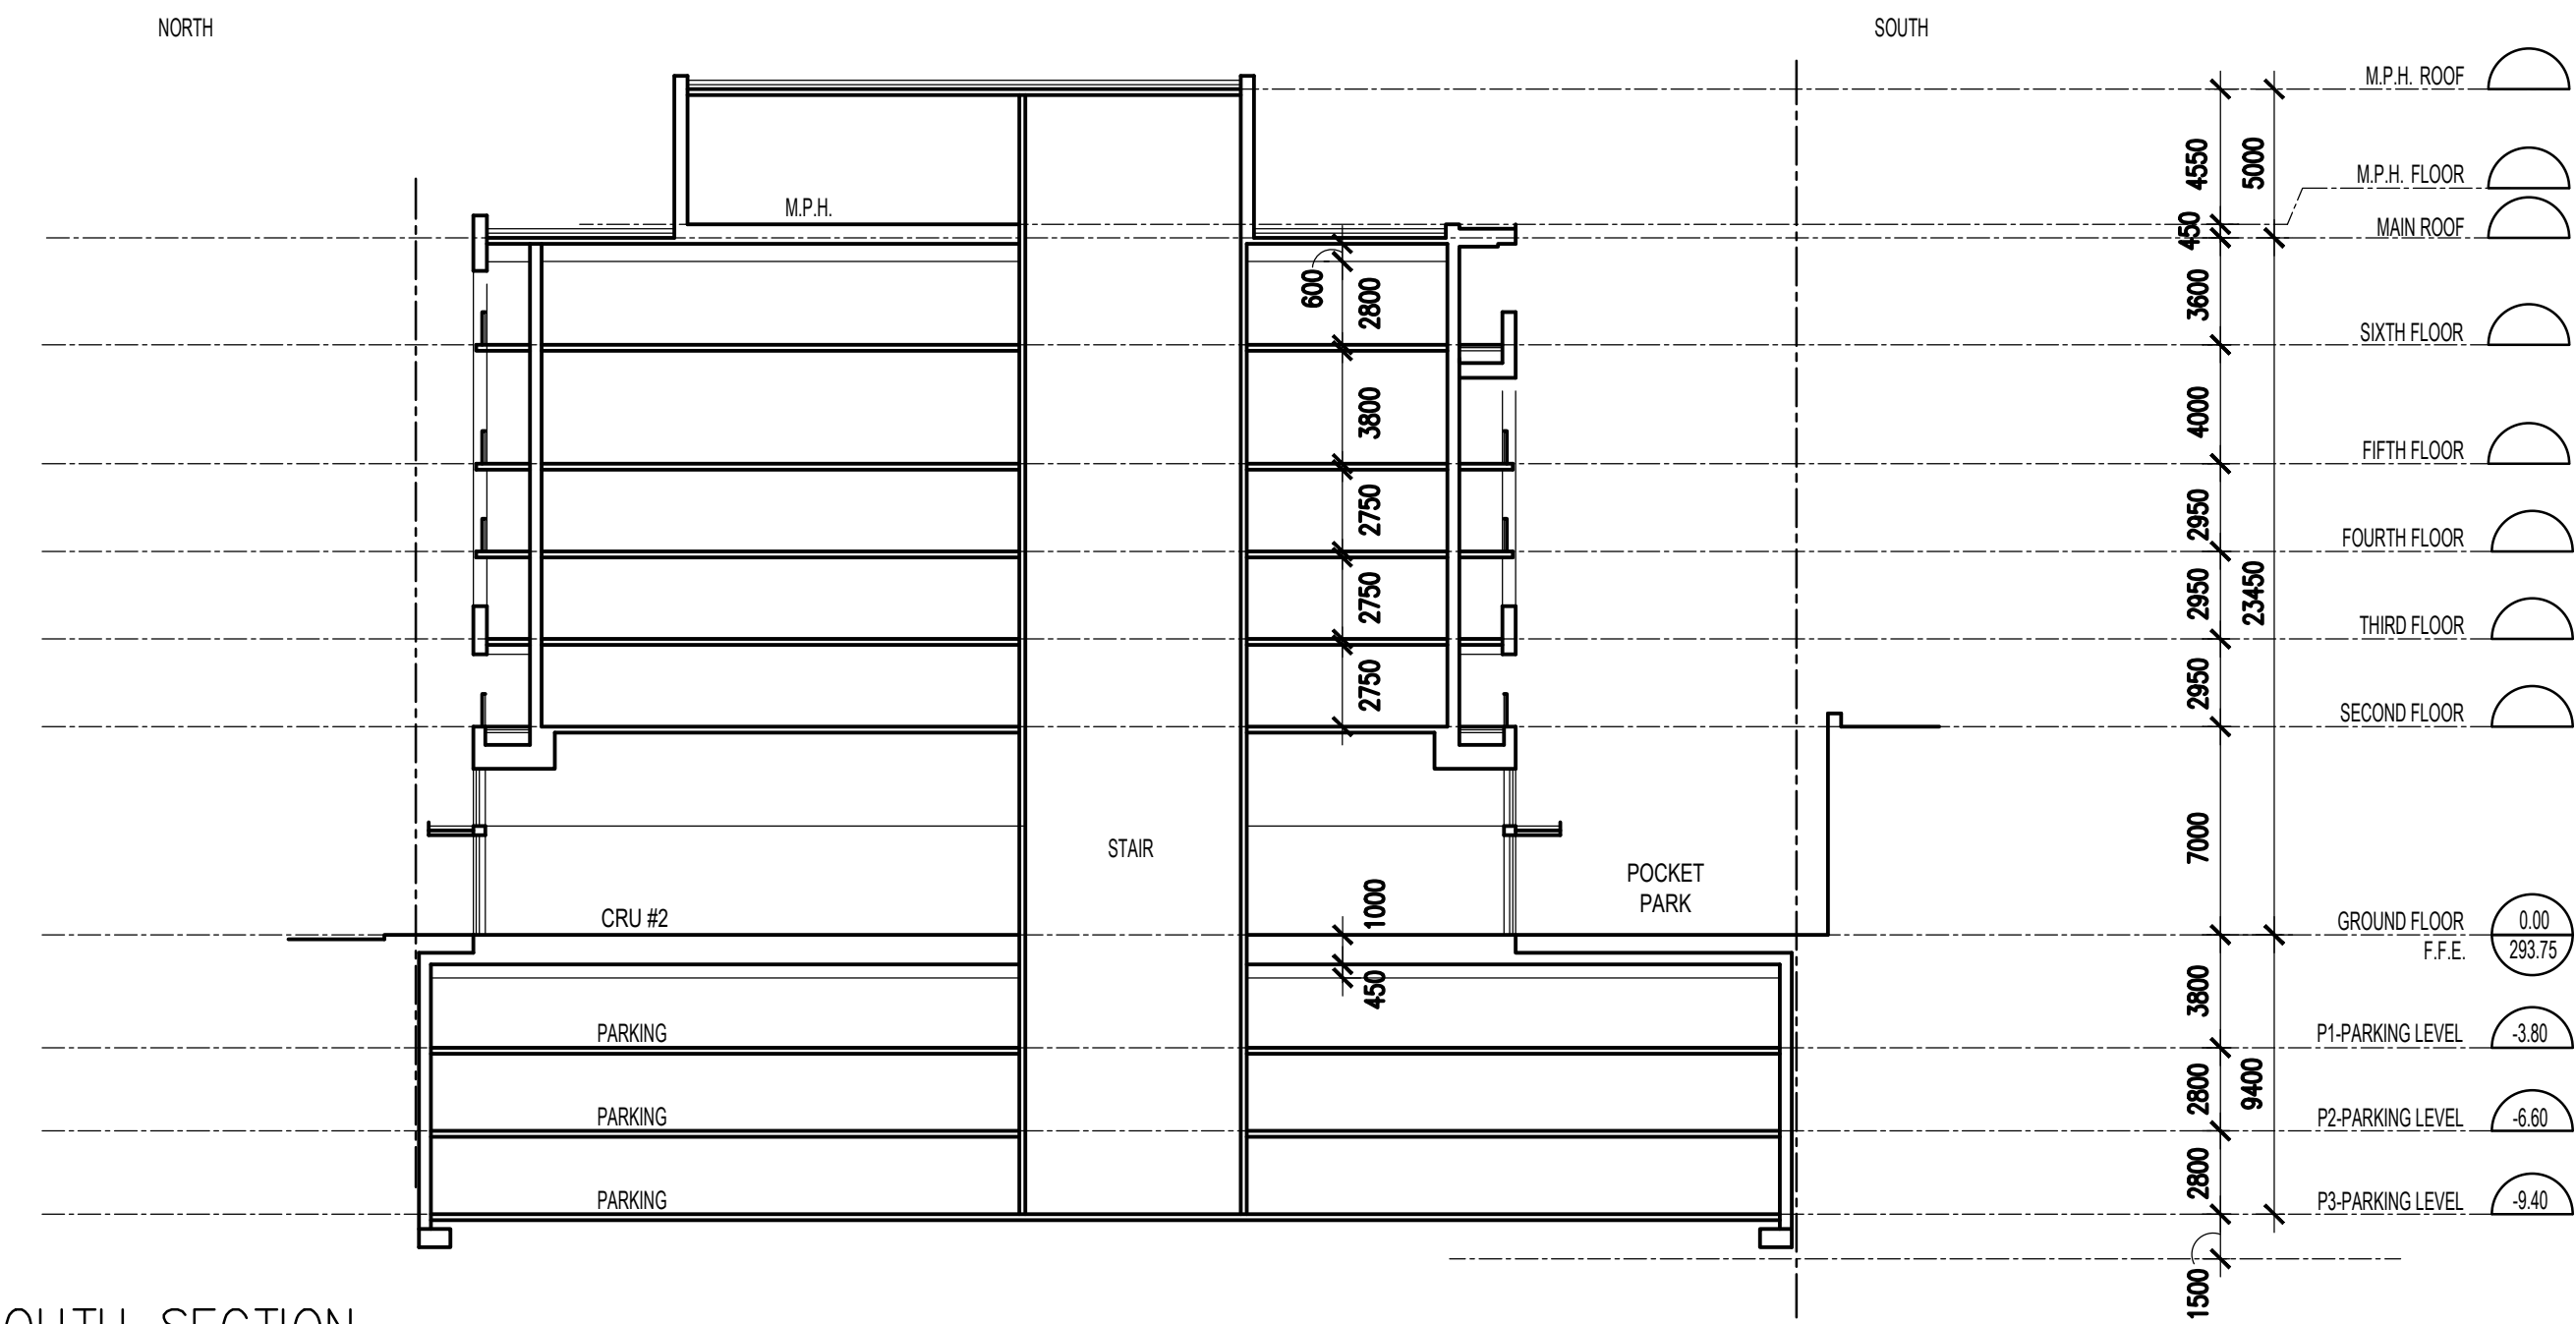 NORTH
SOUTH
M.P.H. ROOF
4550
5000
M.P.H. FLOOR
M.P.H.
450
MAIN ROOF
600
2800
3600
SIXTH FLOOR
3800
4000
FIFTH FLOOR
2750
2950
FOURTH FLOOR
2750
2950
23450
THIRD FLOOR
2750
2950
SECOND FLOOR
STAIR
7000
POCKET
PARK
CRU #2
1000
GROUND FLOOR
0.00
F.F.E.
293.75
450
3800
PARKING
P1-PARKING LEVEL
-3.80
2800
9400
PARKING
P2-PARKING LEVEL
-6.60
2800
PARKING
P3-PARKING LEVEL
-9.40
1500
OUTH SECTION